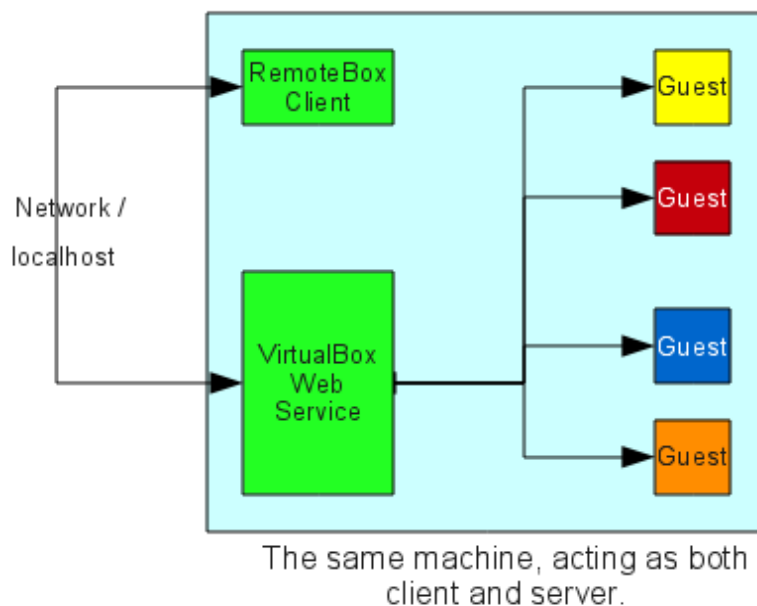 RemoteBox
Client
Guest
Guest
Network /
localhost
VirtualBox
Web
Service
Guest
Guest
The same machine, acting as both
client and server.